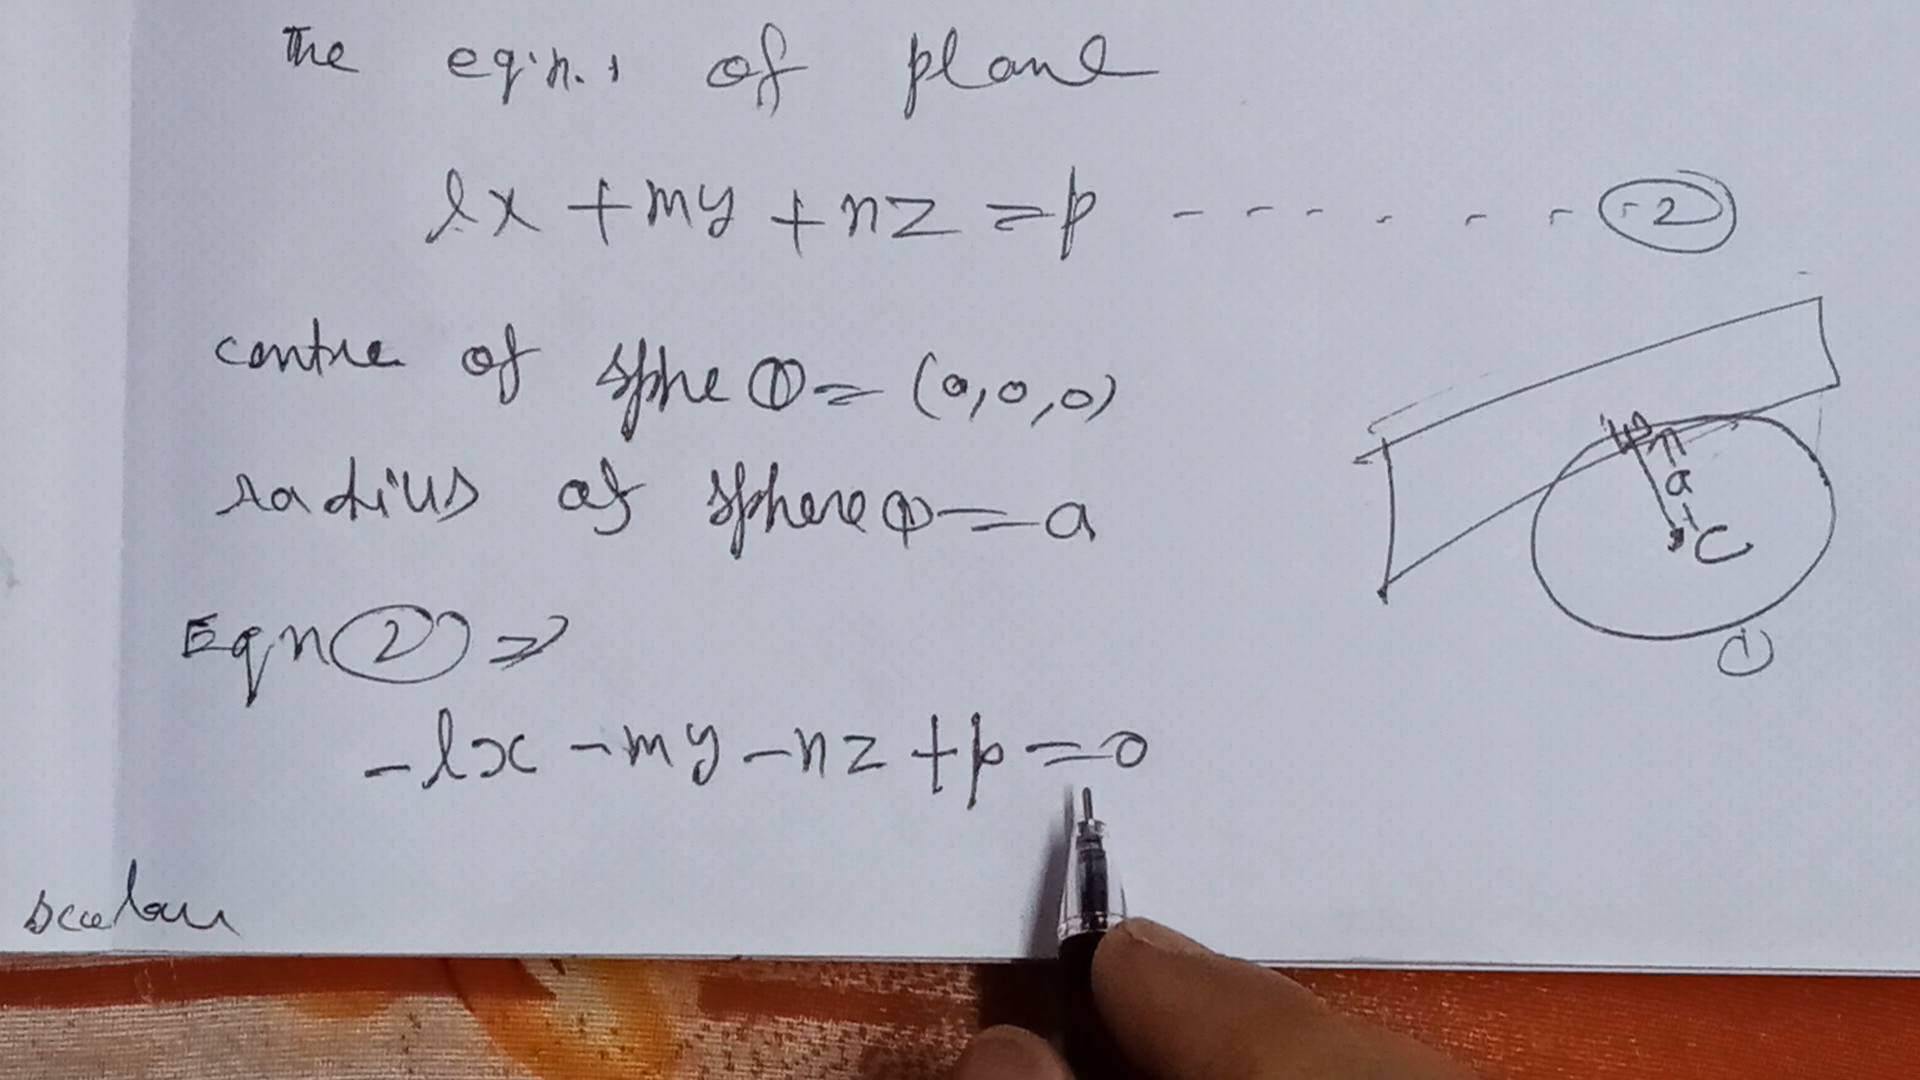 The eqn. of plane
lx + my + nz = p - - - - - - - ②
centre of sphe ① = (0,0,0)
radius of sphere ① = a
a
C
Eqn ② ⇒
①
-lx - my - nz + p = 0